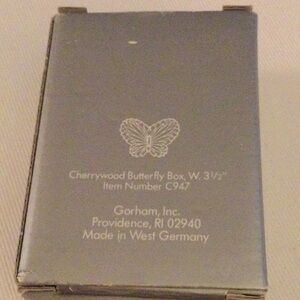 Cherrywood Butterfly Box, W. 3½"
Item Number C947
Gorham, Inc.
Providence, RI 02940
Made in West Germany